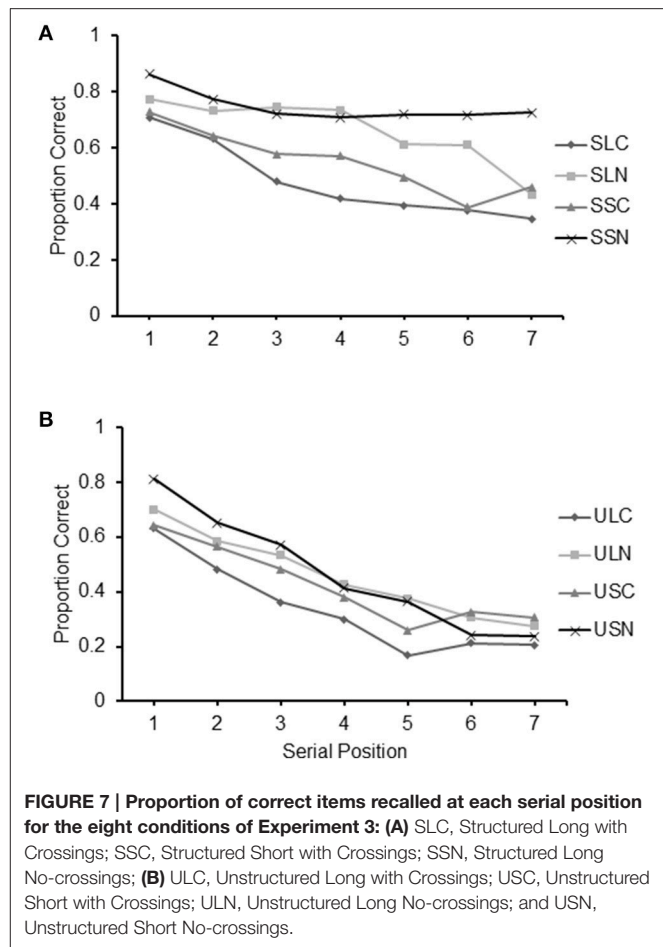 A
1
0.8
0.6
0.4
0.2
0
Proportion Correct
1 2 3 4 5 6 7
SLC
SLN
SSC
SSN
B
1
0.8
0.6
0.4
0.2
0
Proportion Correct
1 2 3 4 5 6 7
Serial Position
ULC
ULN
USC
USN
FIGURE 7 | Proportion of correct items recalled at each serial position
for the eight conditions of Experiment 3: (A) SLC, Structured Long with
Crossings; SSC, Structured Short with Crossings; SSN, Structured Long
No-crossings; (B) ULC, Unstructured Long with Crossings; USC, Unstructured
Short with Crossings; ULN, Unstructured Long No-crossings; and USN,
Unstructured Short No-crossings.